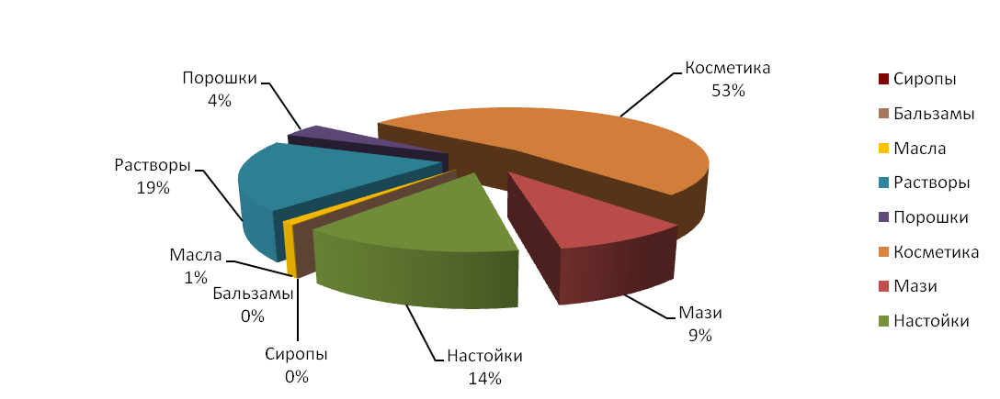 Косметика
53%
Порошки
4%
Растворы
19%
Масла
1%
Бальзамы
0%
Сиропы
0%
Настойки
14%
Мази
9%
Сиропы
Бальзамы
Масла
Растворы
Порошки
Косметика
Мази
Настойки